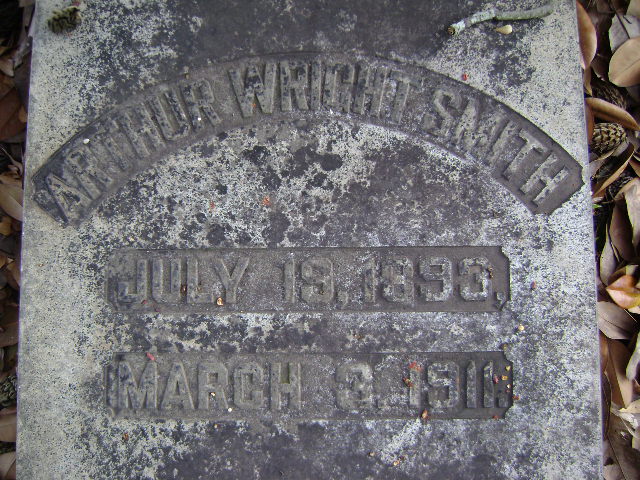 ARTHUR WRIGHT SMITH
JULY 19, 1893.
MARCH 3, 1911.